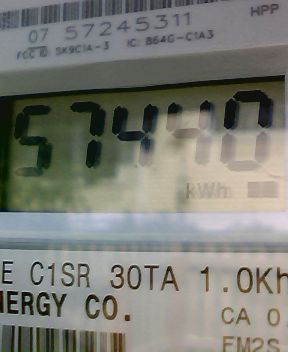 HPP
07 57245311
FCC ID: SK9C1A-3 IC: 864G-C1A3
57440
kWh
E C1SR 30TA 1.0Kh
NERGY CO.
CA 0.
FM2S